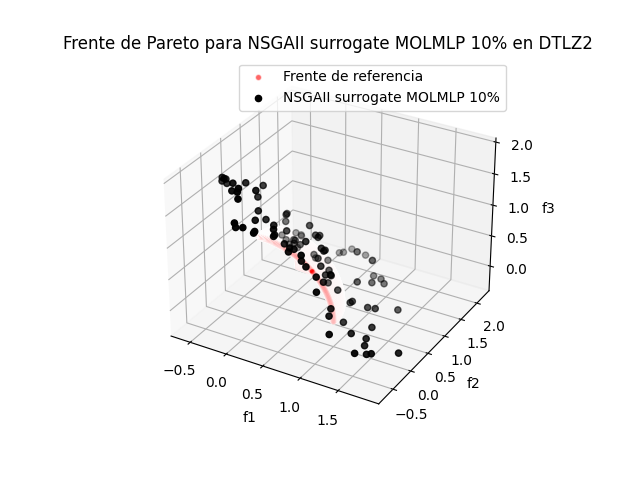 Frente de Pareto para NSGAII surrogate MOLMLP 10% en DTLZ2
Frente de referencia
NSGAII surrogate MOLMLP 10%
2.0
1.5
1.0
0.5
0.0
f3
2.0
1.5
1.0
0.5
0.0
−0.5
f2
−0.5
0.0
0.5
1.0
1.5
f1